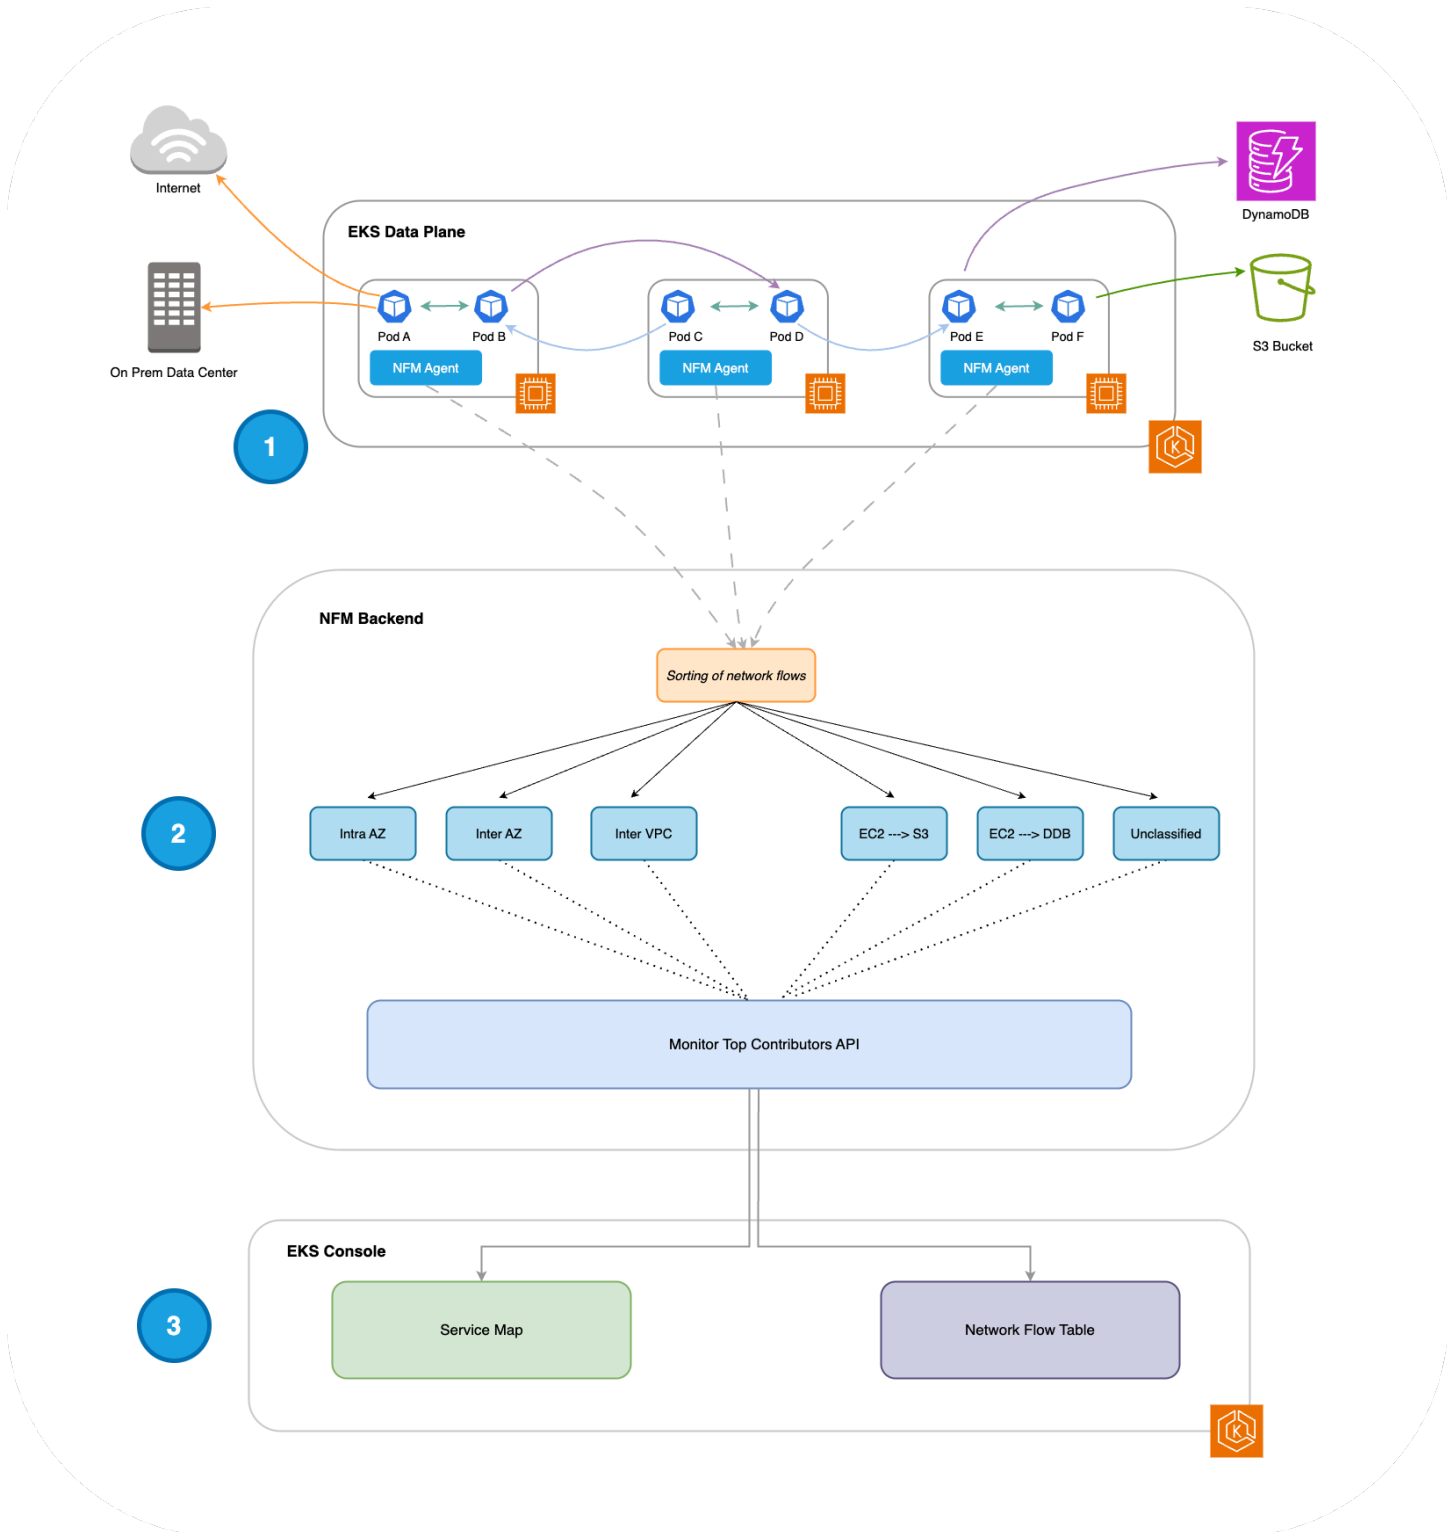 Internet
DynamoDB
EKS Data Plane
Pod A
Pod B
Pod C
Pod D
Pod E
Pod F
S3 Bucket
On Prem Data Center
NFM Agent
NFM Agent
NFM Agent
1
K
NFM Backend
Sorting of network flows
2
Intra AZ
Inter AZ
Inter VPC
EC2 ---> S3
EC2 ---> DDB
Unclassified
Monitor Top Contributors API
EKS Console
3
Service Map
Network Flow Table
K